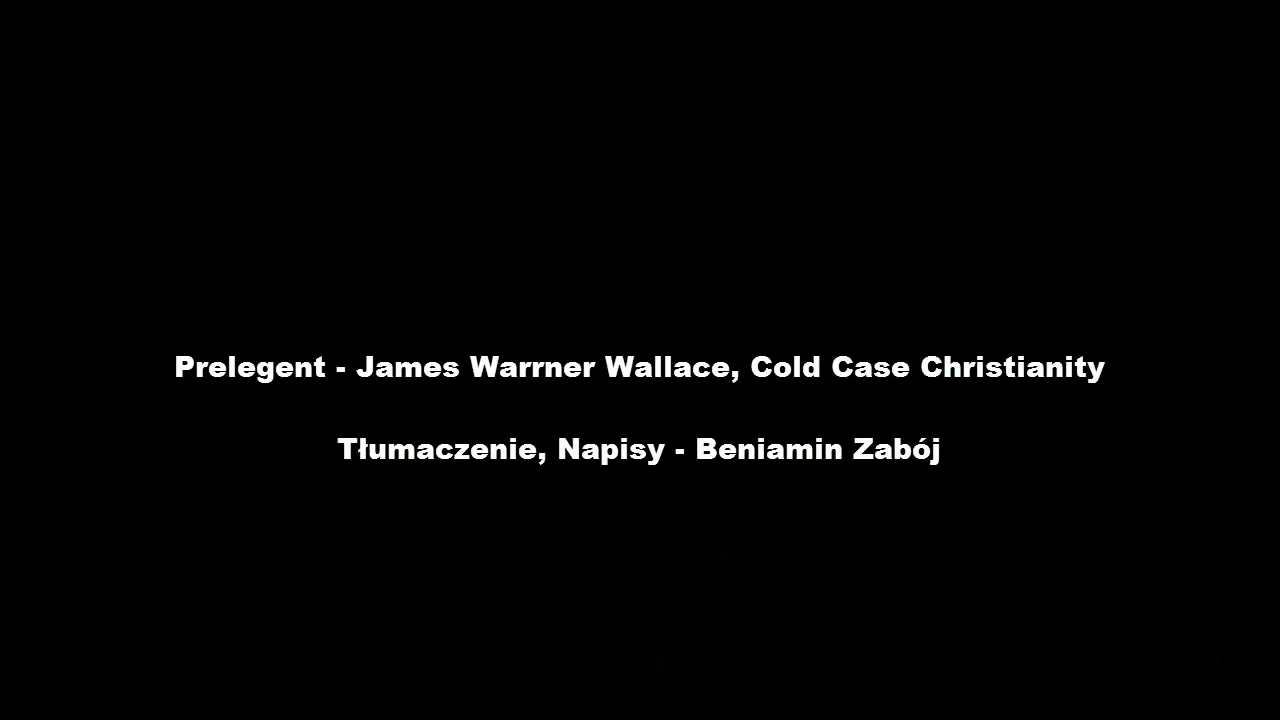 Prelegent - James Warrner Wallace, Cold Case Christianity
Tłumaczenie, Napisy - Beniamin Zabój